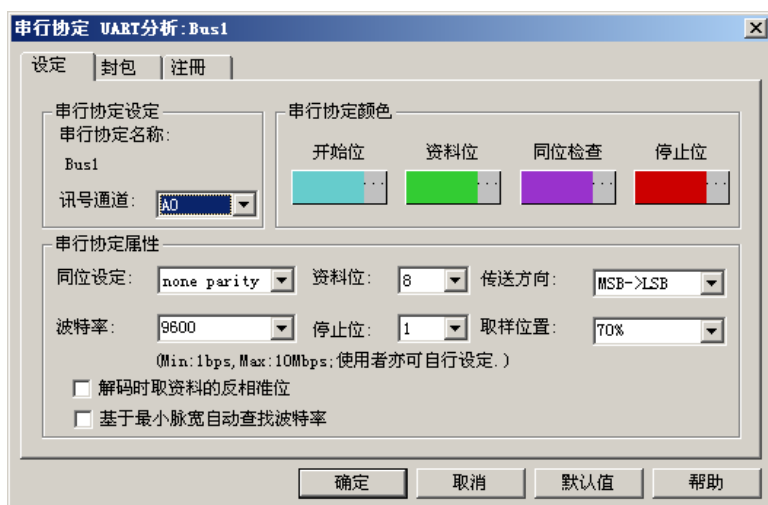 串行协定 UART分析:Bus1
设定 封包 注册
串行协定设定 串行协定颜色
串行协定名称:
开始位 资料位 同位检查 停止位
Bus1
讯号通道: A0
... ... ... ...
串行协定属性
同位设定: none parity 资料位: 8 传送方向: MSB->LSB
波特率: 9600 停止位: 1 取样位置: 70%
(Min:1bps,Max:10Mbps;使用者亦可自行设定.)
解码时取资料的反相准位
基于最小脉宽自动查找波特率
确定 取消 默认值 帮助